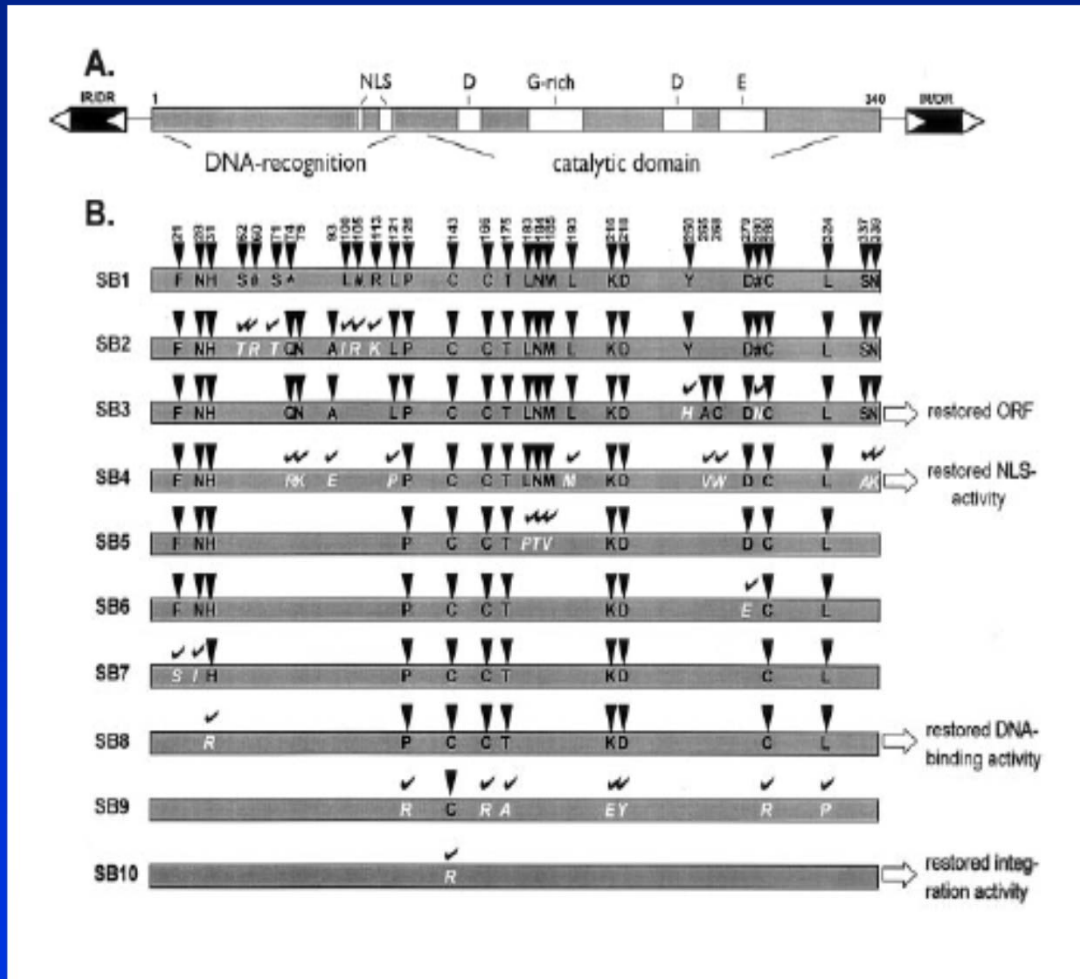 A.
NLS D G-rich D E
IR/DR 1 340 IR/DR
DNA-recognition catalytic domain
B.
SB1 F N H S # S * L # R L P C C T L N M L K D Y D # C L S N
SB2 F N H T R T Q N A I R K L P C C T L N M L K D Y D # C L S N
SB3 F N H Q N A L P C C T L N M L K D H A C D N C L S N restored ORF
SB4 F N H R K E P P C C T L N M M K D V W D C L A K restored NLS-
activity
SB5 F N H P C C T P T V K D D C L
SB6 F N H P C C T K D E C L
SB7 S I H P C C T K D C L
SB8 R P C C T K D C L restored DNA-
binding activity
SB9 R C R A E Y R P
SB10 R restored integ-
ration activity